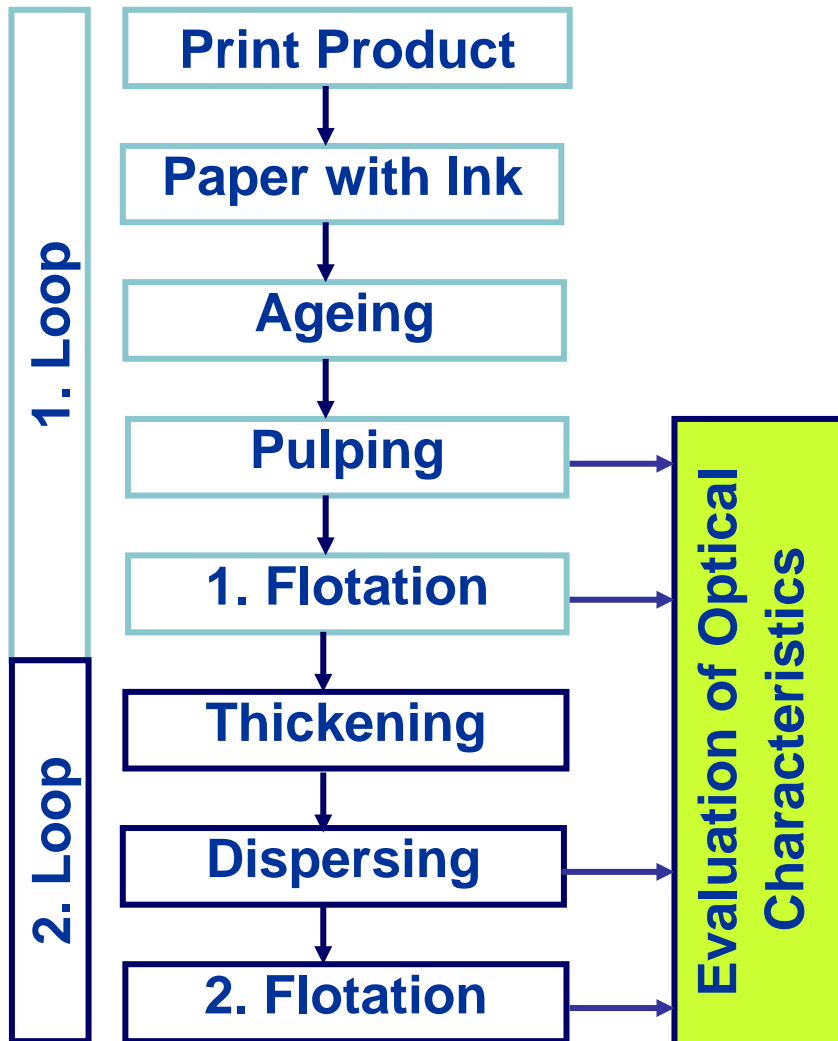 Print Product
Paper with Ink
Ageing
Pulping
1. Flotation
Thickening
Dispersing
2. Flotation
1. Loop
2. Loop
Evaluation of Optical
Characteristics